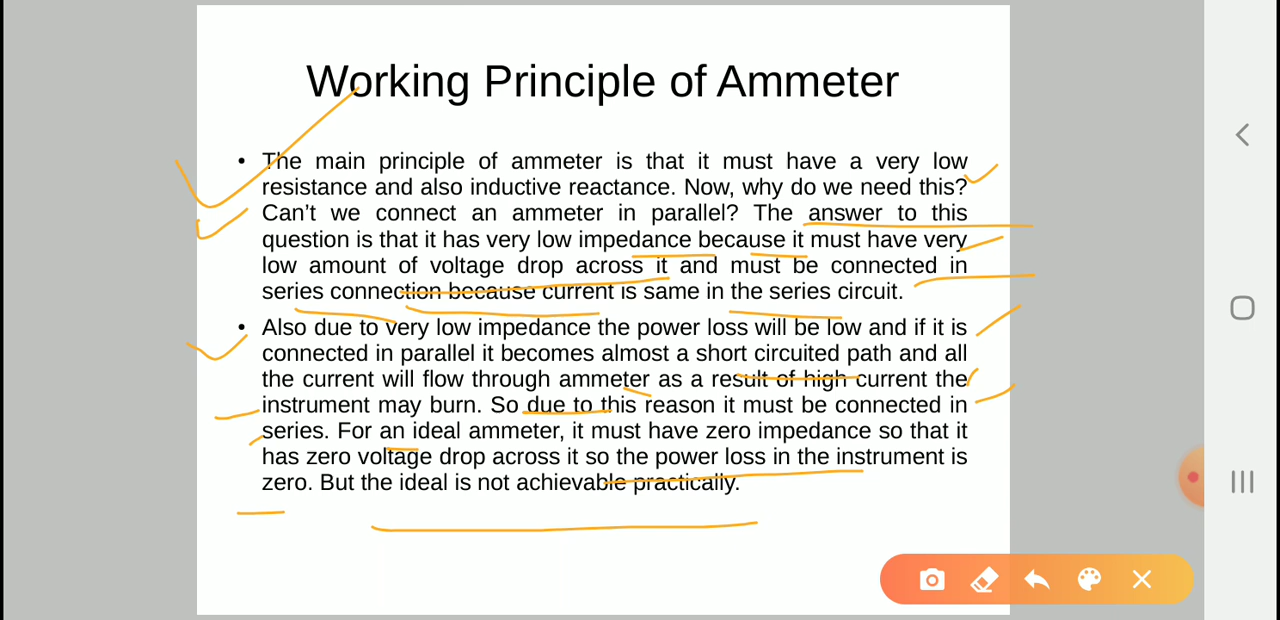 Working Principle of Ammeter
• The main principle of ammeter is that it must have a very low
resistance and also inductive reactance. Now, why do we need this?
Can’t we connect an ammeter in parallel? The answer to this
question is that it has very low impedance because it must have very
low amount of voltage drop across it and must be connected in
series connection because current is same in the series circuit.
• Also due to very low impedance the power loss will be low and if it is
connected in parallel it becomes almost a short circuited path and all
the current will flow through ammeter as a result of high current the
instrument may burn. So due to this reason it must be connected in
series. For an ideal ammeter, it must have zero impedance so that it
has zero voltage drop across it so the power loss in the instrument is
zero. But the ideal is not achievable practically.